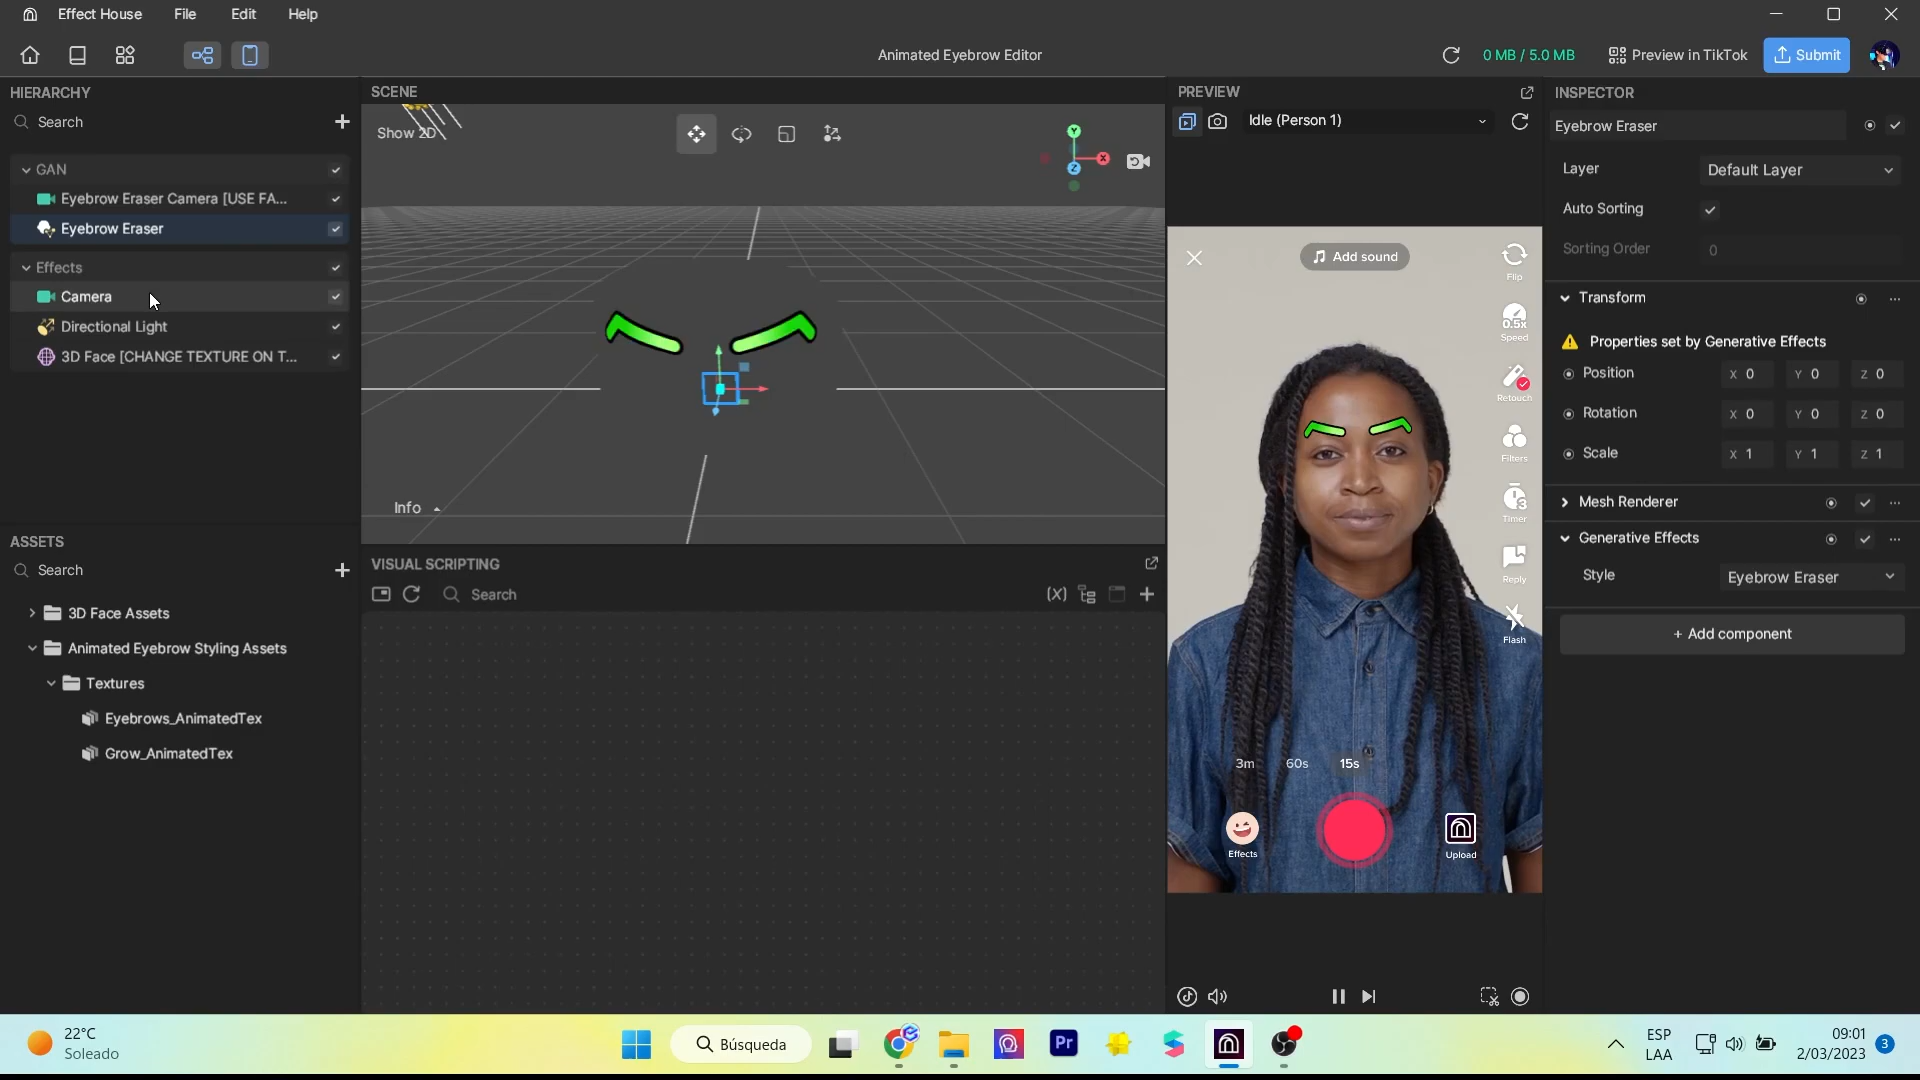 Effect House
File
Edit
Help
Animated Eyebrow Editor
0 MB / 5.0 MB
Preview in TikTok
Submit
HIERARCHY
Search
GAN
Eyebrow Eraser Camera [USE FA...
Eyebrow Eraser
Effects
Camera
Directional Light
3D Face [CHANGE TEXTURE ON T...
ASSETS
Search
3D Face Assets
Animated Eyebrow Styling Assets
Textures
Eyebrows_AnimatedTex
Grow_AnimatedTex
SCENE
Show 2D
Y
X
Z
Info
VISUAL SCRIPTING
Search
(X)
PREVIEW
Idle (Person 1)
Add sound
Flip
0.5x
Speed
Retouch
Filters
3
Timer
Reply
Flash
3m
60s
15s
Effects
Upload
INSPECTOR
Eyebrow Eraser
Layer
Default Layer
Auto Sorting
Sorting Order
0
Transform
Properties set by Generative Effects
Position X 0 Y 0 Z 0
Rotation X 0 Y 0 Z 0
Scale X 1 Y 1 Z 1
Mesh Renderer
Generative Effects
Style
Eyebrow Eraser
+ Add component
22°C
Soleado
Búsqueda
Pr
ESP
LAA
09:01
2/03/2023
3